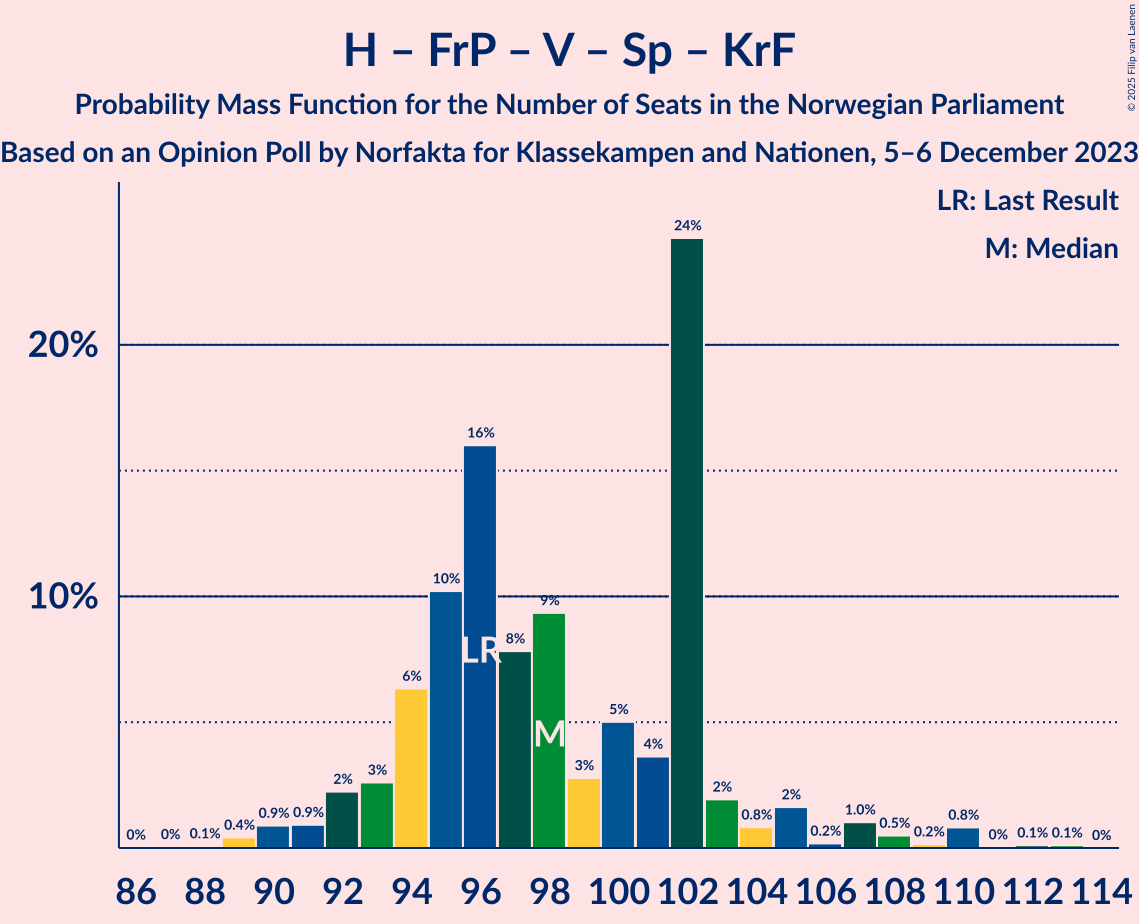 H – FrP – V – Sp – KrF
Probability Mass Function for the Number of Seats in the Norwegian Parliament
Based on an Opinion Poll by Norfakta for Klassekampen and Nationen, 5–6 December 2023
© 2025 Filip van Laenen
LR: Last Result
M: Median
20%
10%
0% 0% 0.1% 0.4% 0.9% 0.9% 2% 3% 6% 10% 16% 8% 9% 3% 5% 4% 24% 2% 0.8% 2% 0.2% 1.0% 0.5% 0.2% 0.8% 0% 0.1% 0.1% 0%
LR
M
86 88 90 92 94 96 98 100 102 104 106 108 110 112 114